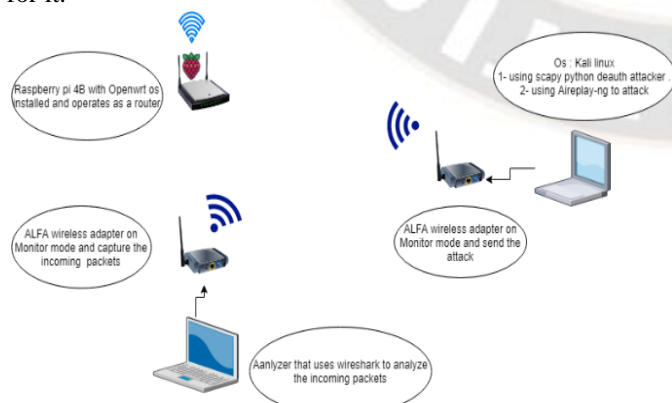 for it.
Os : Kali linux
1- using scapy python deauth attacker .
2- using Aireplay-ng to attack
Raspberry pi 4B with Openwrt os
installed and operates as a router
ALFA wireless adapter on
Monitor mode and send the
attack
ALFA wireless adapter on
Monitor mode and capture the
incoming packets
Aanlyzer that uses wireshark to analyze
the incoming packets